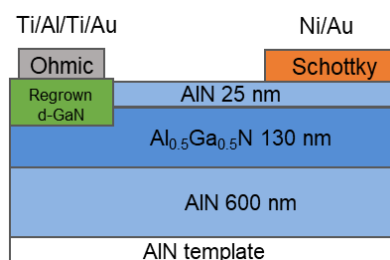 Ti/Al/Ti/Au
Ni/Au
Ohmic
Schottky
Regrown
d-GaN
AlN 25 nm
Al₀.₅Ga₀.₅N 130 nm
AlN 600 nm
AlN template